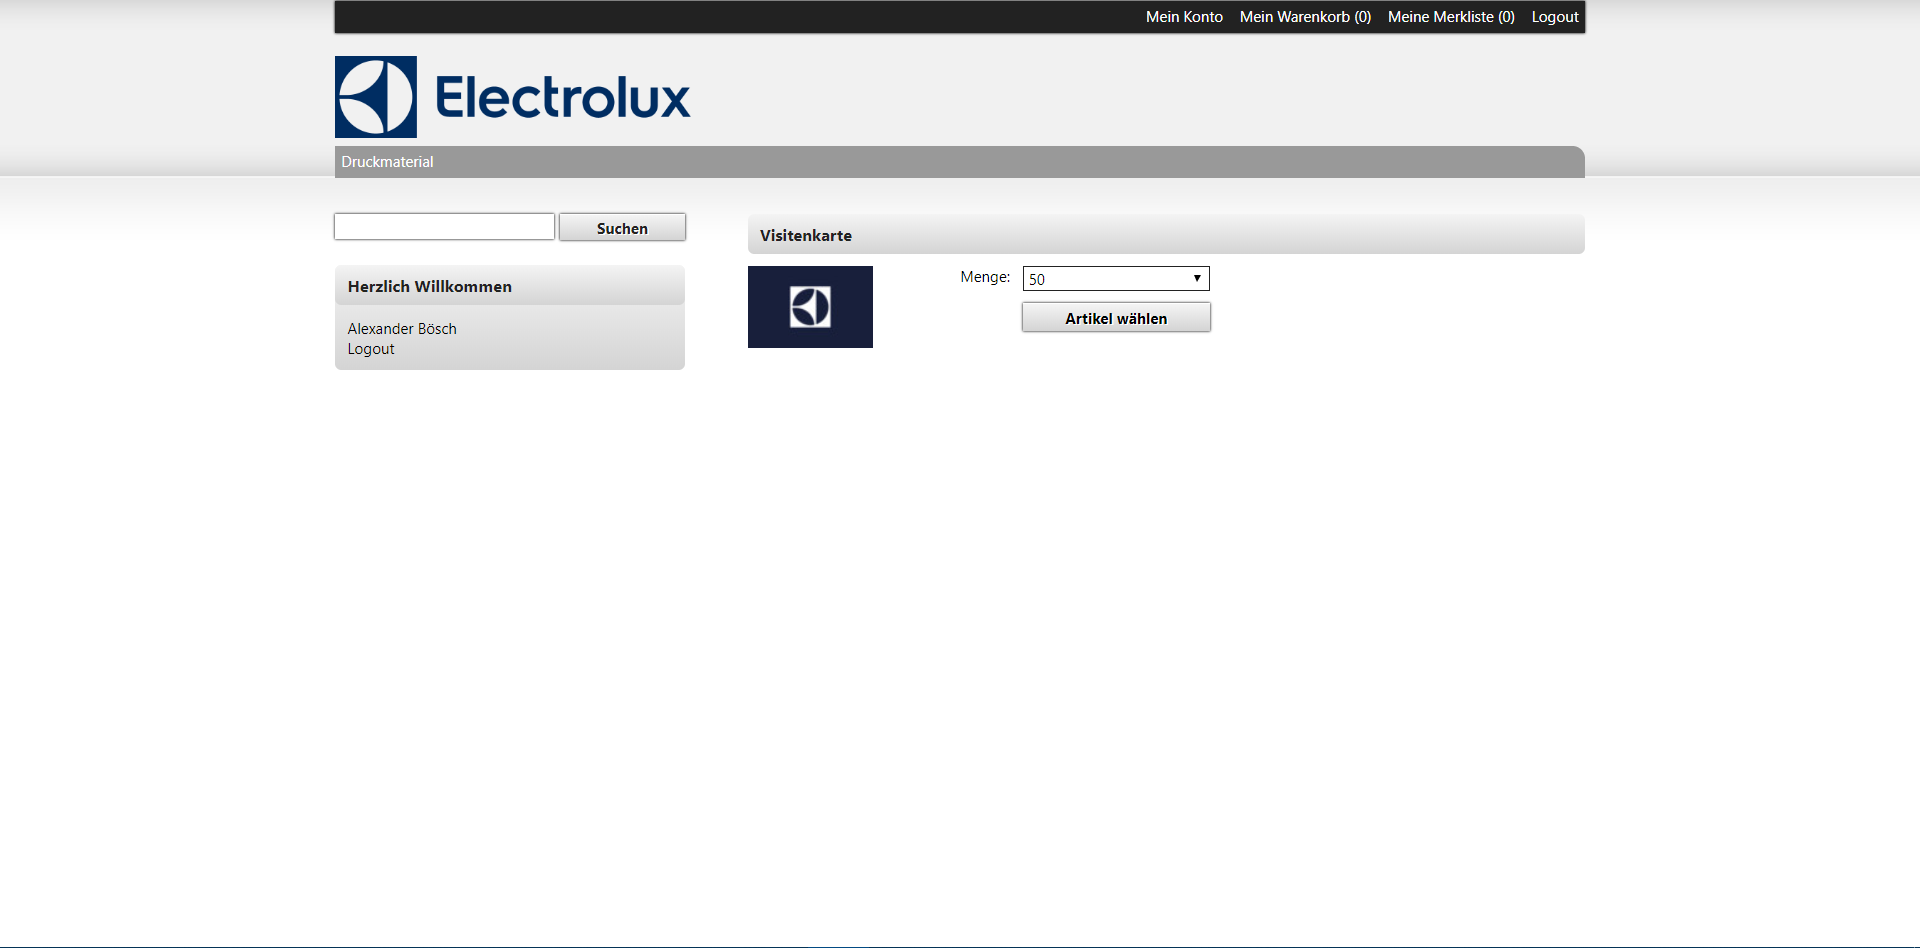 Mein Konto Mein Warenkorb (0) Meine Merkliste (0) Logout
Electrolux
Druckmaterial
Suchen
Herzlich Willkommen
Alexander Bösch
Logout
Visitenkarte
Menge: 50
Artikel wählen